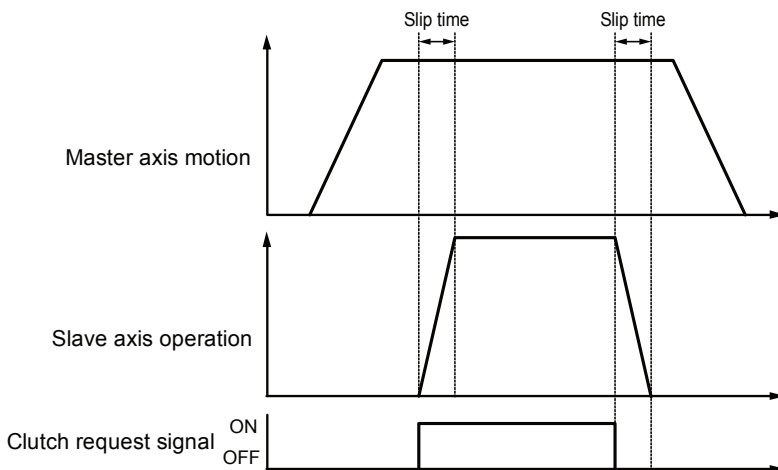 Slip time
Slip time
Master axis motion
Slave axis operation
Clutch request signal
ON
OFF